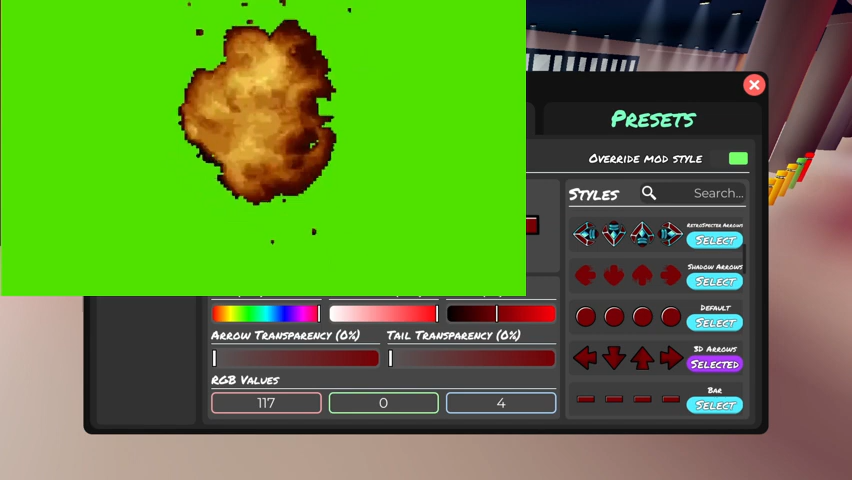 PRESETS
OVERRIDE MOD STYLE
STYLES
Search...
RETROSPECTER ARROWS
SELECT
SHADOW ARROWS
SELECT
DEFAULT
SELECT
3D ARROWS
SELECTED
BAR
SELECT
ARROW TRANSPARENCY (0%)
TAIL TRANSPARENCY (0%)
RGB VALUES
117
0
4